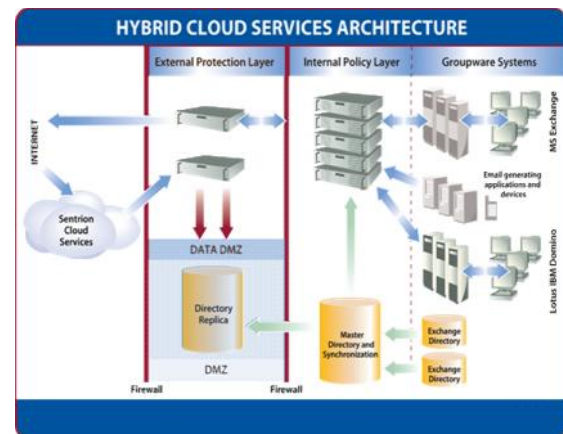 HYBRID CLOUD SERVICES ARCHITECTURE
External Protection Layer
Internal Policy Layer
Groupware Systems
INTERNET
Sentrion
Cloud
Services
MS Exchange
Email generating
applications and
devices
Lotus IBM Domino
DATA DMZ
Directory
Replica
DMZ
Master
Directory and
Synchronization
Exchange
Directory
Exchange
Directory
Firewall
Firewall